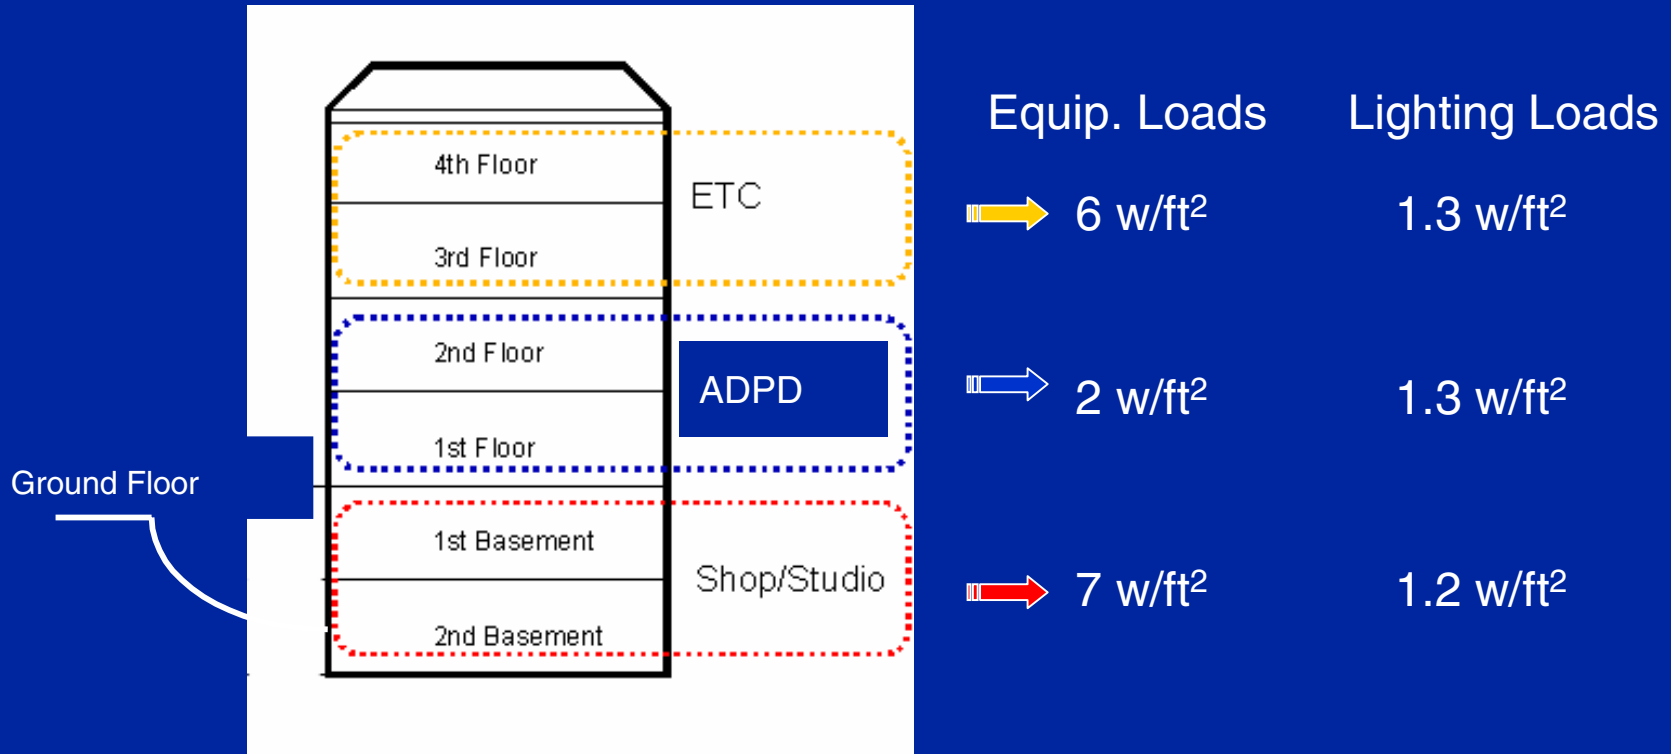 Equip. Loads Lighting Loads
4th Floor
ETC
6 w/ft² 1.3 w/ft²
3rd Floor
2nd Floor
ADPD
2 w/ft² 1.3 w/ft²
1st Floor
Ground Floor
1st Basement
Shop/Studio
7 w/ft² 1.2 w/ft²
2nd Basement